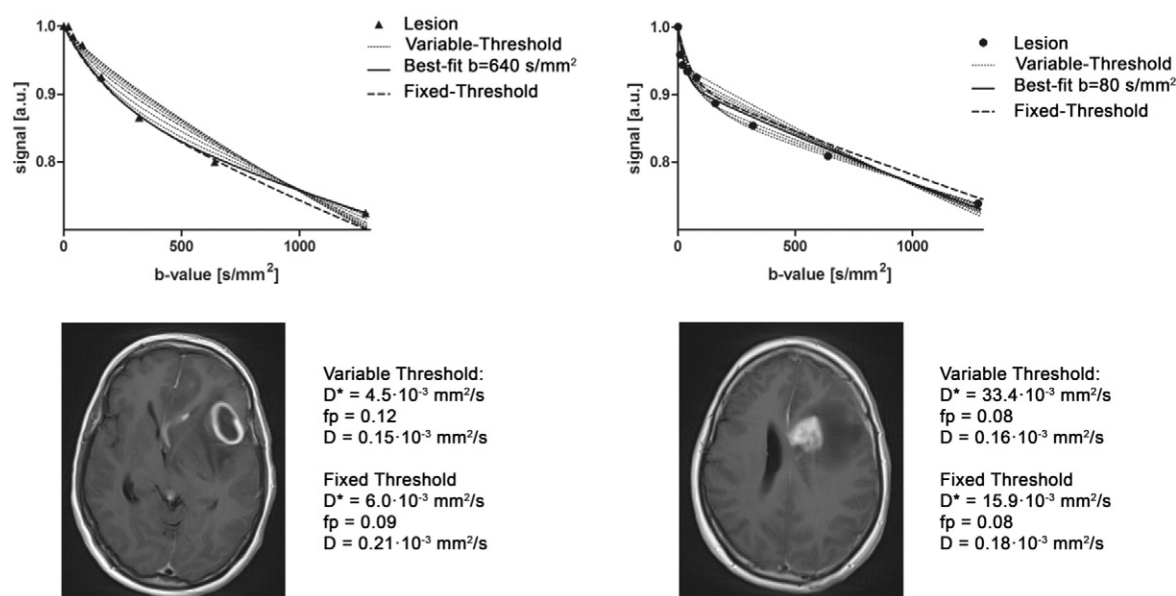 1.0
0.9
0.8
signal [a.u.]
0
500
1000
b-value [s/mm²]
Lesion
Variable-Threshold
Best-fit b=640 s/mm²
Fixed-Threshold
1.0
0.9
0.8
signal [a.u.]
0
500
1000
b-value [s/mm²]
Lesion
Variable-Threshold
Best-fit b=80 s/mm²
Fixed-Threshold
Variable Threshold:
D* = 4.5·10⁻³ mm²/s
fp = 0.12
D = 0.15·10⁻³ mm²/s
Fixed Threshold
D* = 6.0·10⁻³ mm²/s
fp = 0.09
D = 0.21·10⁻³ mm²/s
Variable Threshold:
D* = 33.4·10⁻³ mm²/s
fp = 0.08
D = 0.16·10⁻³ mm²/s
Fixed Threshold
D* = 15.9·10⁻³ mm²/s
fp = 0.08
D = 0.18·10⁻³ mm²/s